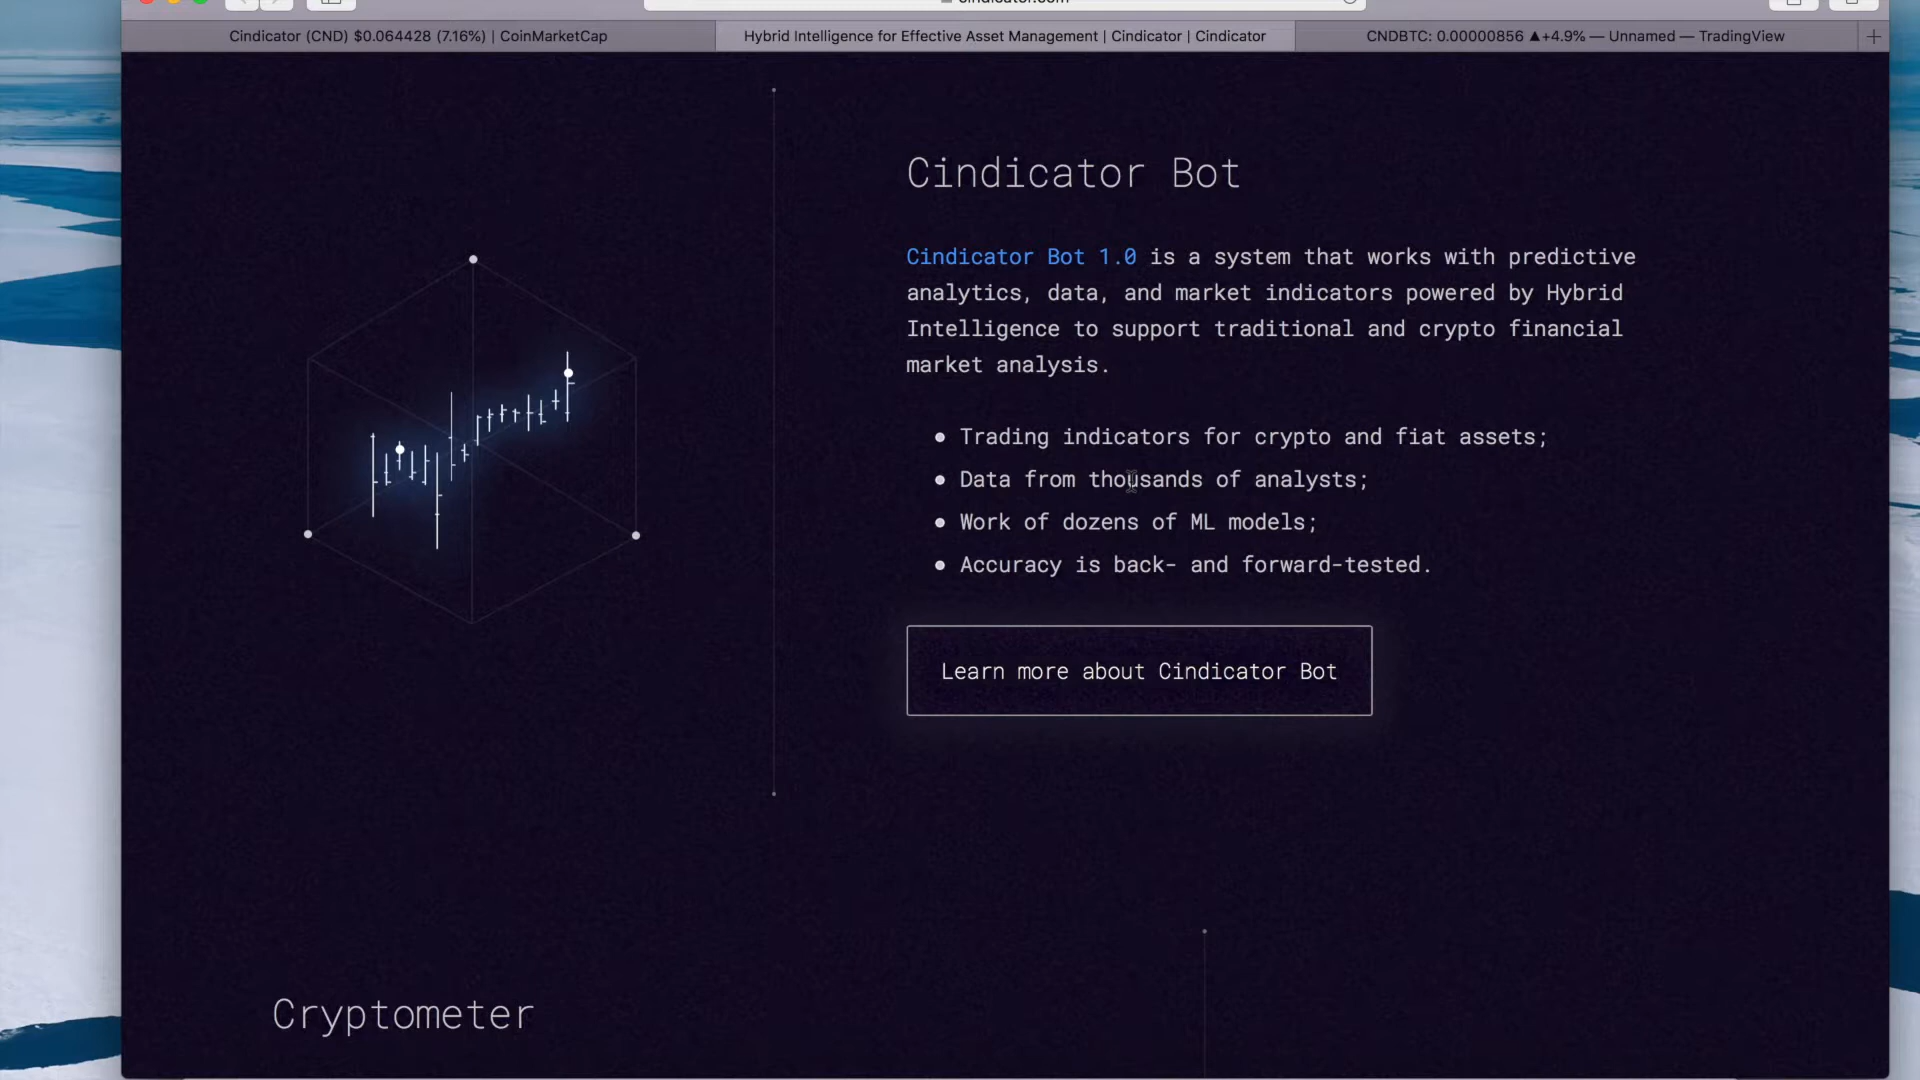 cindicator.com
Cindicator (CND) $0.064428 (7.16%) | CoinMarketCap
Hybrid Intelligence for Effective Asset Management | Cindicator | Cindicator
CNDBTC: 0.00000856 ▲+4.9% — Unnamed — TradingView
Cindicator Bot
Cindicator Bot 1.0 is a system that works with predictive
analytics, data, and market indicators powered by Hybrid
Intelligence to support traditional and crypto financial
market analysis.
Trading indicators for crypto and fiat assets;
Data from thousands of analysts;
Work of dozens of ML models;
Accuracy is back- and forward-tested.
Learn more about Cindicator Bot
Cryptometer